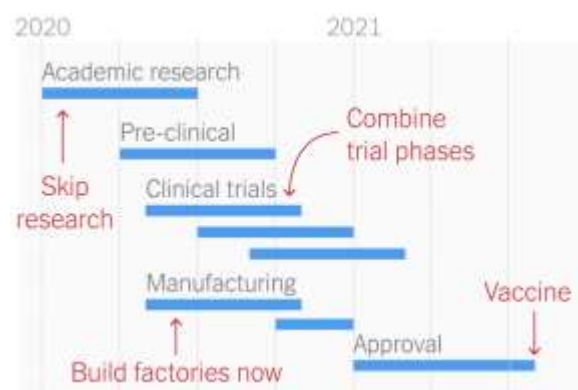 2020 2021
Academic research
Pre-clinical
Combine
trial phases
Clinical trials
Skip
research
Manufacturing
Vaccine
Approval
Build factories now